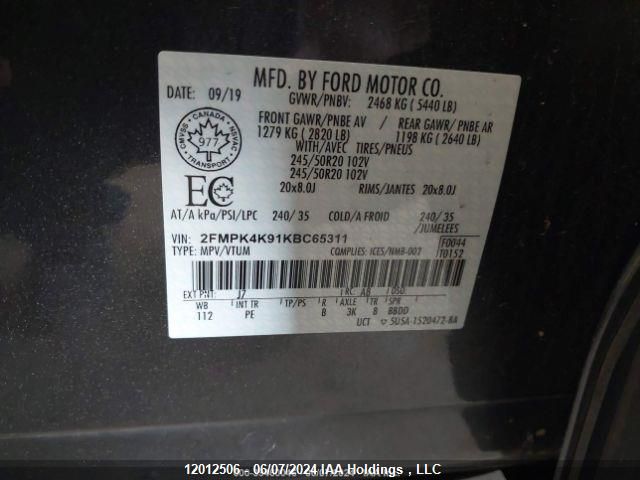 MFD. BY FORD MOTOR CO.
DATE: 09/19 GVWR/PNBV: 2468 KG ( 5440 LB)
FRONT GAWR/PNBE AV / REAR GAWR/ PNBE AR
1279 KG ( 2820 LB) 1198 KG ( 2640 LB)
WITH/AVEC TIRES/PNEUS
245/50R20 102V
245/50R20 102V
20x8.0J RIMS/JANTES 20x8.0J
CANADA
CMVSS NSVAC
977
TRANSPORT
EC
AT/A kPa/PSI/LPC 240/ 35 COLD/A FROID 240/ 35
/JUMELEES
VIN: 2FMPK4K91KBC65311
F0044
TYPE: MPV/VTUM COMPLIES: ICES/NMB-002 T0152
EXT PNT: J7 RC: AB DSO:
WB INT TR TP/PS R AXLE TR SPR
112 PE B 3K 8 BBDD
UCT 5USA-1520472-BA
12012506 - 06/07/2024 IAA Holdings , LLC